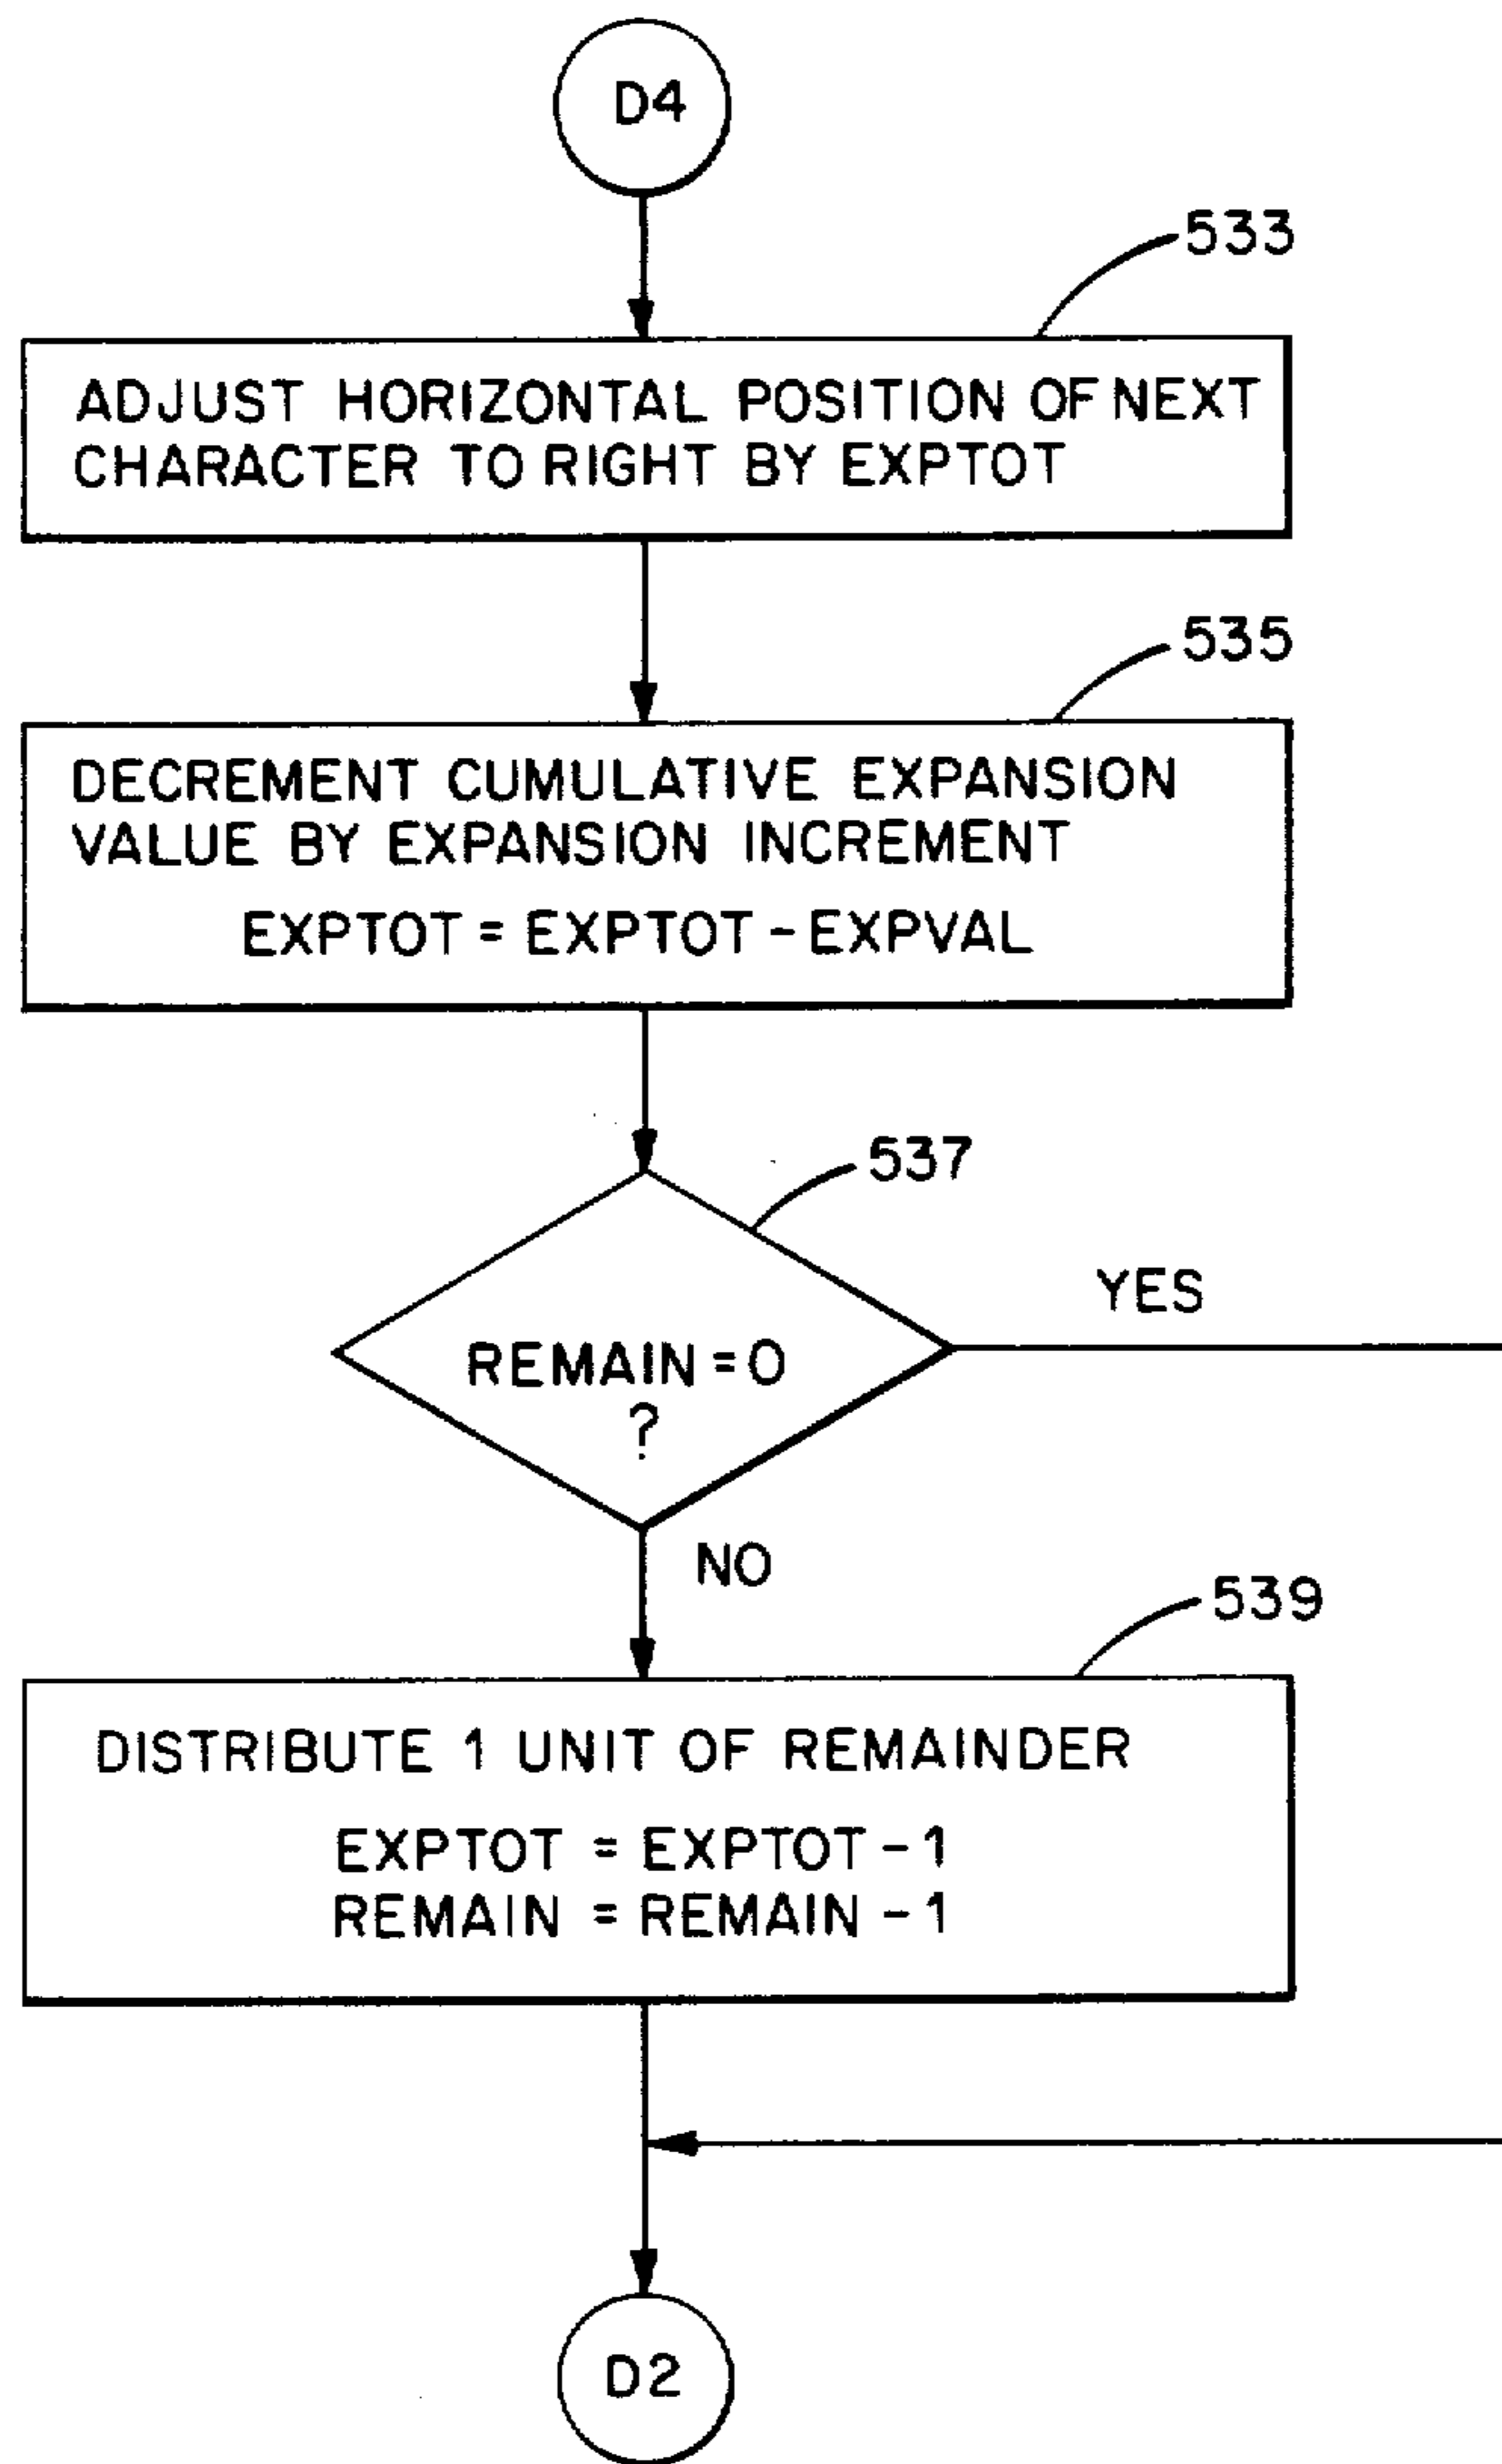 D4
533
ADJUST HORIZONTAL POSITION OF NEXT
CHARACTER TO RIGHT BY EXPTOT
535
DECREMENT CUMULATIVE EXPANSION
VALUE BY EXPANSION INCREMENT
EXPTOT = EXPTOT - EXPVAL
537
YES
REMAIN = 0
?
NO
539
DISTRIBUTE 1 UNIT OF REMAINDER
EXPTOT = EXPTOT - 1
REMAIN = REMAIN - 1
D2